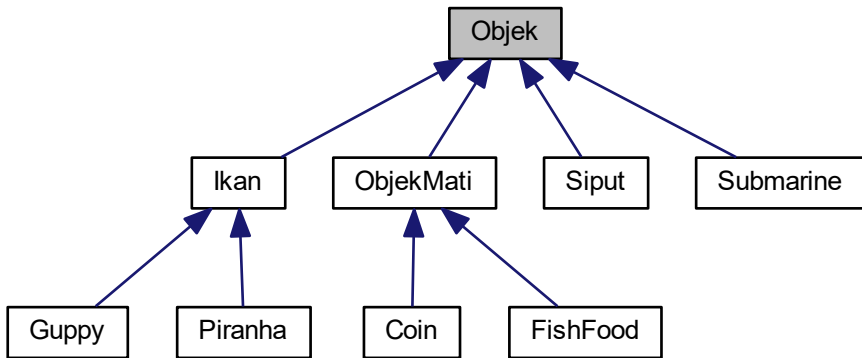 Objek
Ikan
ObjekMati
Siput
Submarine
Guppy
Piranha
Coin
FishFood